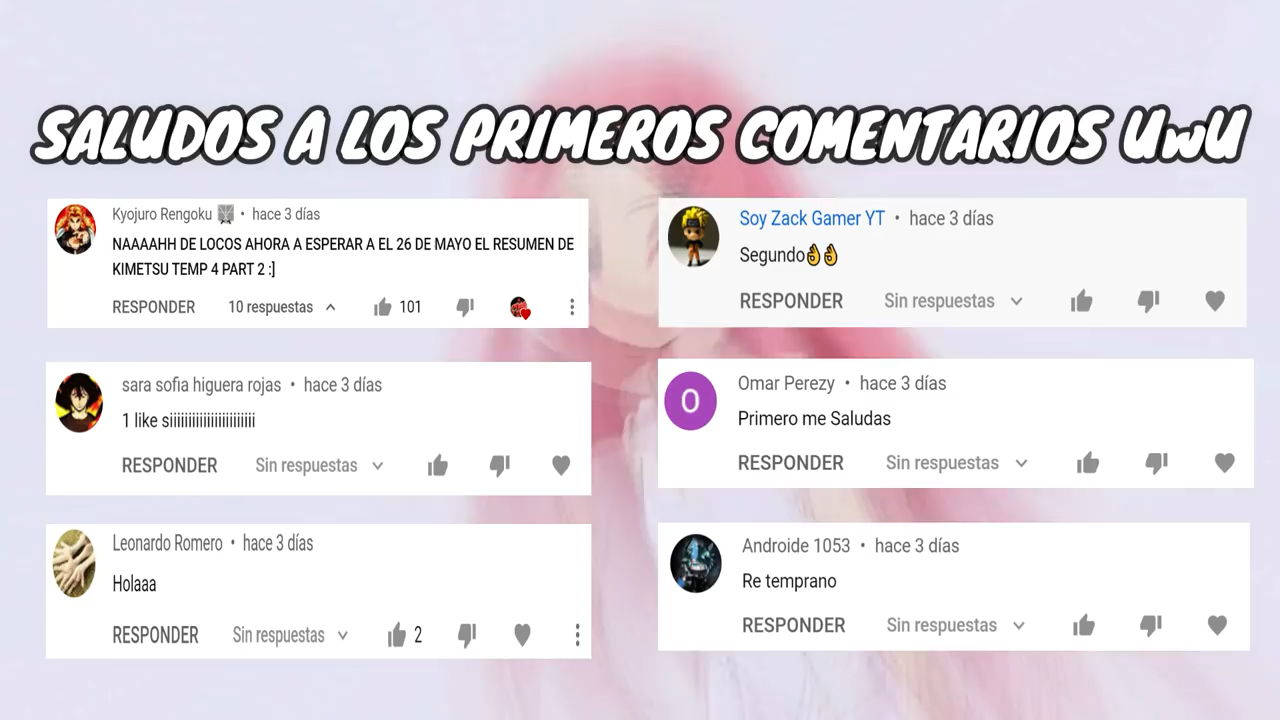 SALUDOS A LOS PRIMEROS COMENTARIOS UwU
Kyojuro Rengoku • hace 3 días
NAAAAHH DE LOCOS AHORA A ESPERAR A EL 26 DE MAYO EL RESUMEN DE
KIMETSU TEMP 4 PART 2 :]
RESPONDER 10 respuestas 101
Soy Zack Gamer YT • hace 3 días
Segundo👌👌
RESPONDER Sin respuestas
sara sofia higuera rojas • hace 3 días
1 like siiiiiiiiiiiiiiiiiiiiiii
RESPONDER Sin respuestas
O
Omar Perezy • hace 3 días
Primero me Saludas
RESPONDER Sin respuestas
Leonardo Romero • hace 3 días
Holaaa
RESPONDER Sin respuestas 2
Androide 1053 • hace 3 días
Re temprano
RESPONDER Sin respuestas